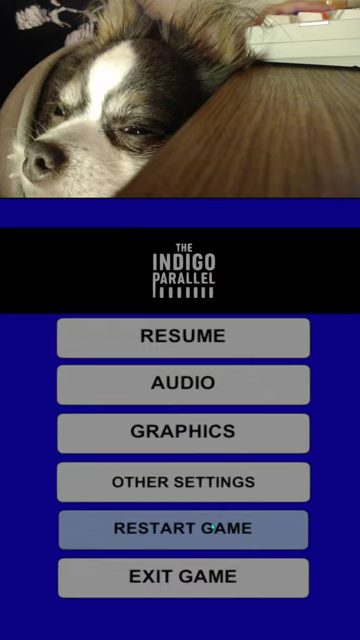 THE
INDIGO
PARALLEL
RESUME
AUDIO
GRAPHICS
OTHER SETTINGS
RESTART GAME
EXIT GAME